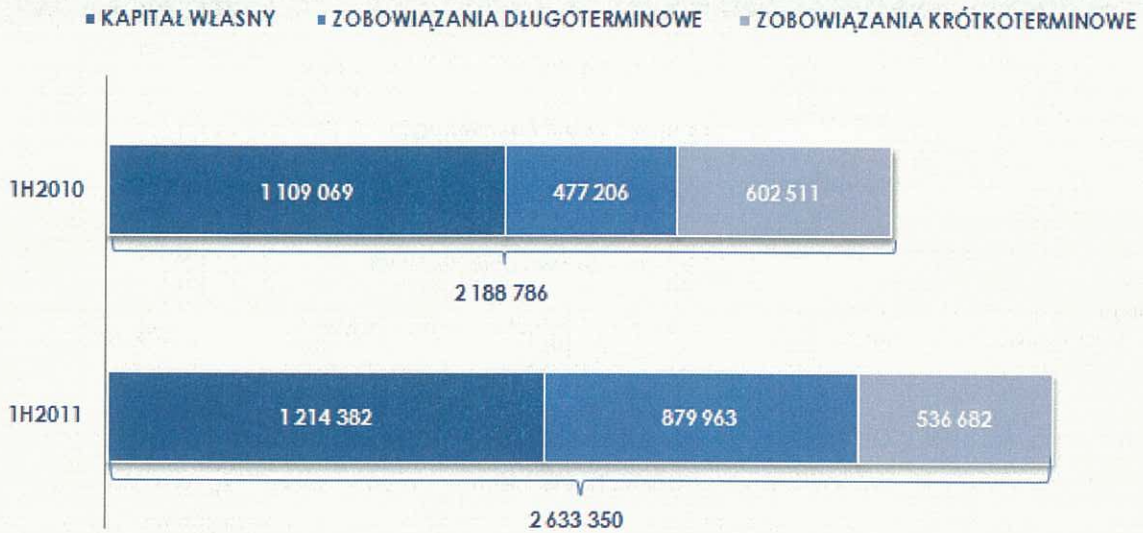 KAPITAŁ WŁASNY ZOBOWIĄZANIA DŁUGOTERMINOWE ZOBOWIĄZANIA KRÓTKOTERMINOWE
1H2010 1 109 069 477 206 602 511
2 188 786
1H2011 1 214 382 879 963 536 682
2 633 350